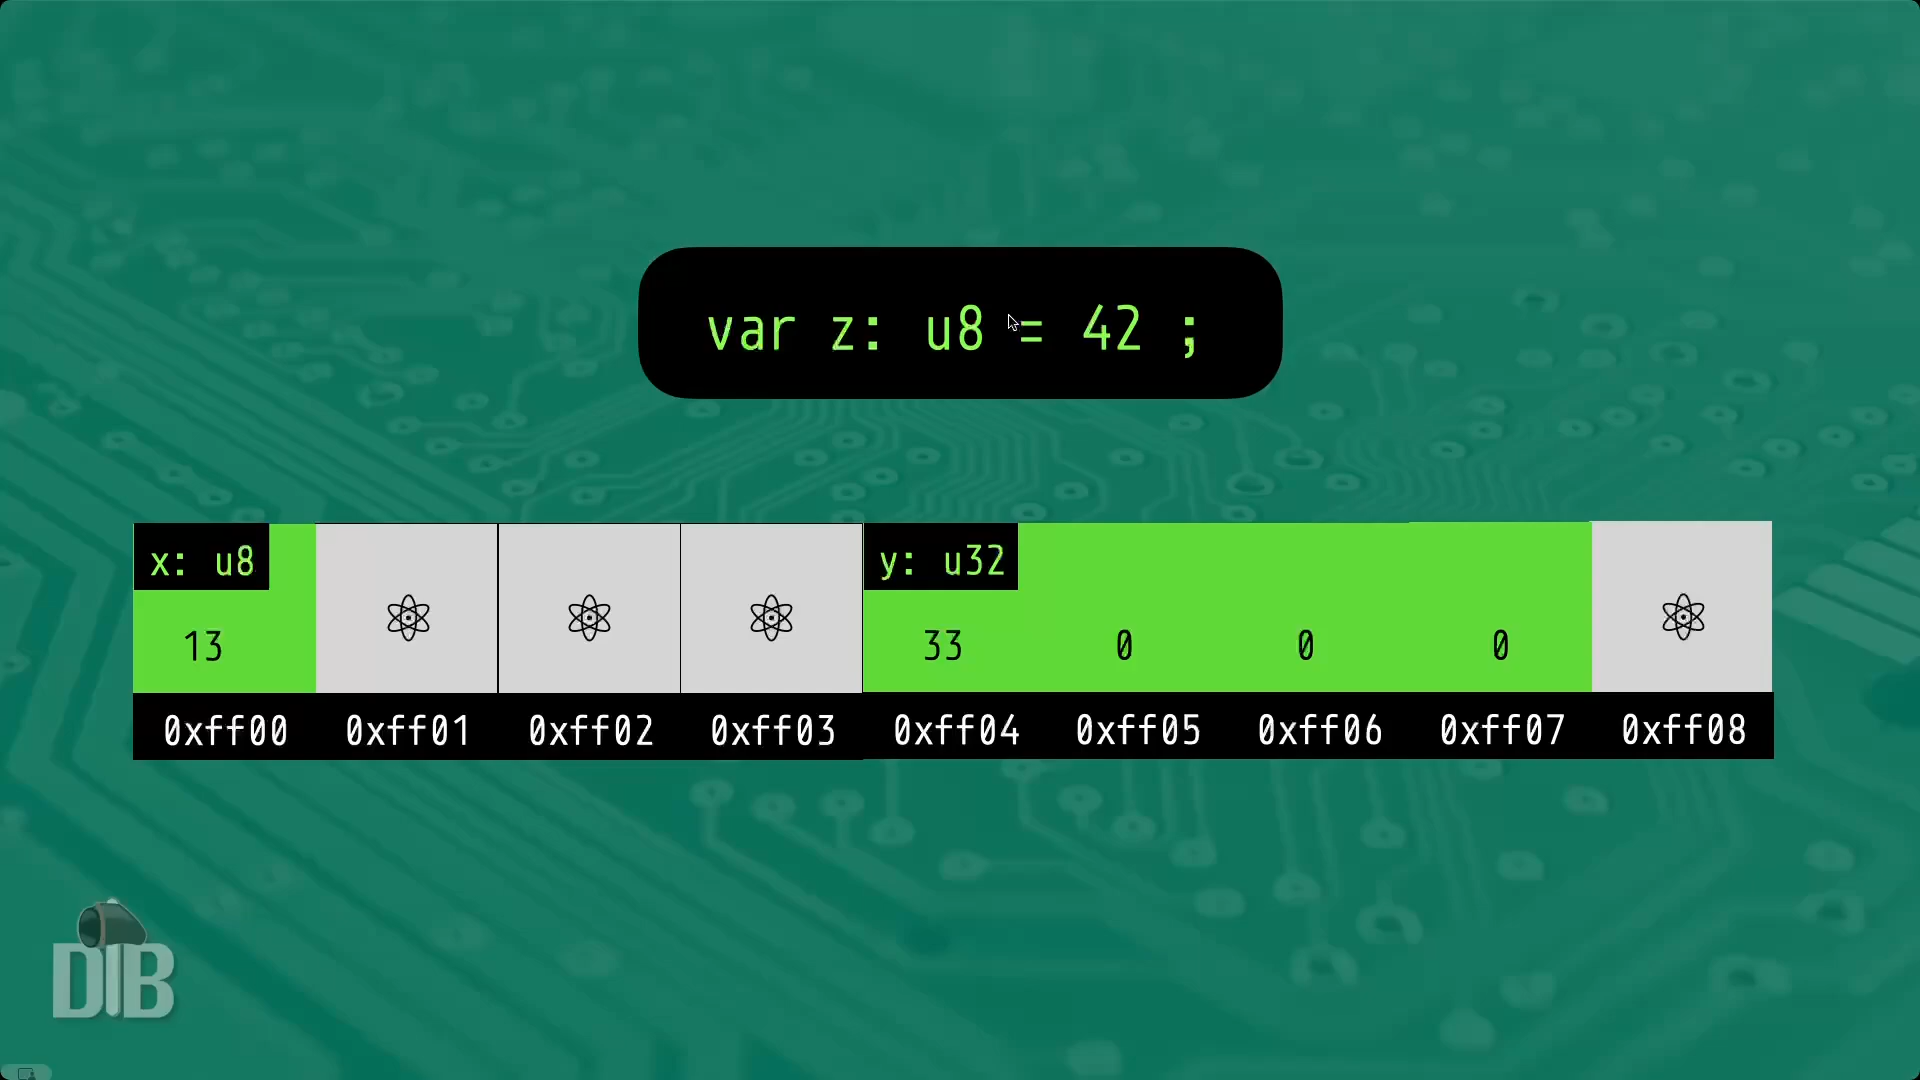 var z: u8 = 42 ;
x: u8
y: u32
13 33 0 0 0
0xff00 0xff01 0xff02 0xff03 0xff04 0xff05 0xff06 0xff07 0xff08
DIB